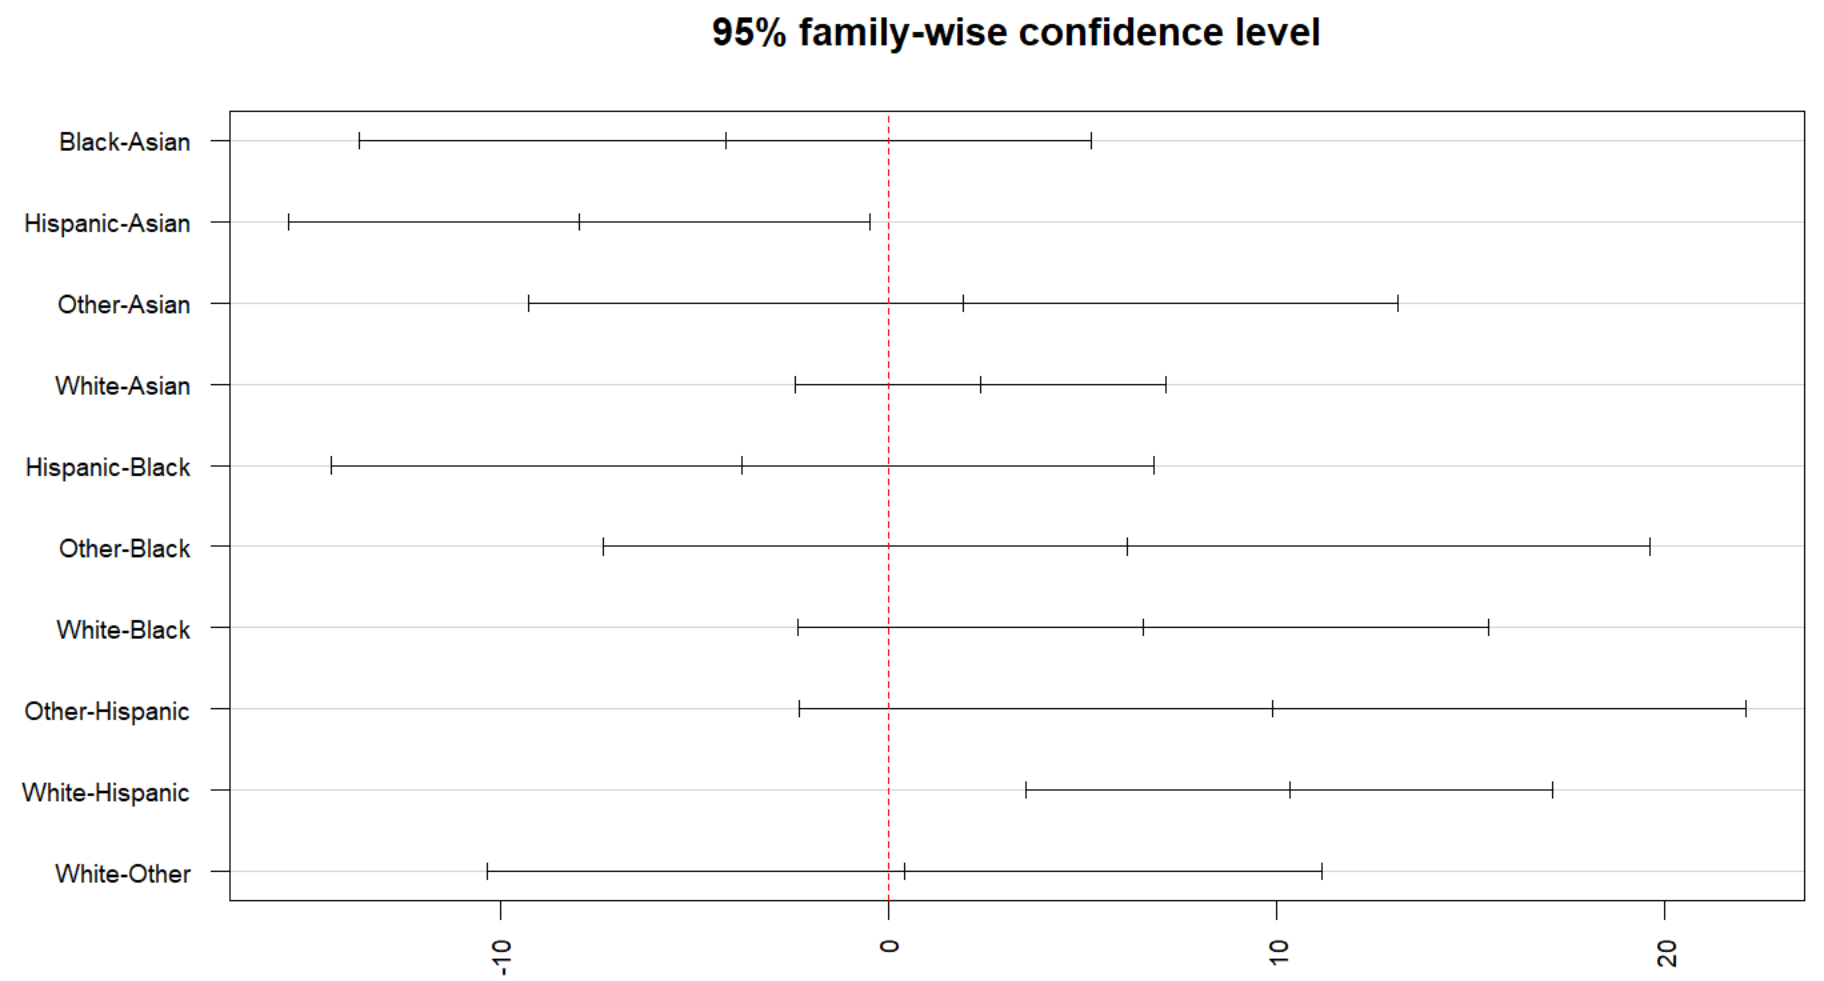 95% family-wise confidence level
Black-Asian
Hispanic-Asian
Other-Asian
White-Asian
Hispanic-Black
Other-Black
White-Black
Other-Hispanic
White-Hispanic
White-Other
-10
0
10
20